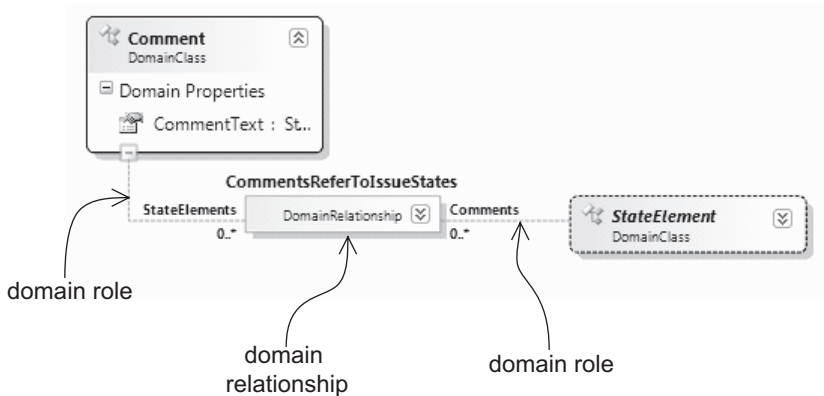 Comment
DomainClass
Domain Properties
CommentText : St...
CommentsReferToIssueStates
StateElements
DomainRelationship
Comments
0..*
0..*
StateElement
DomainClass
domain role
domain
relationship
domain role